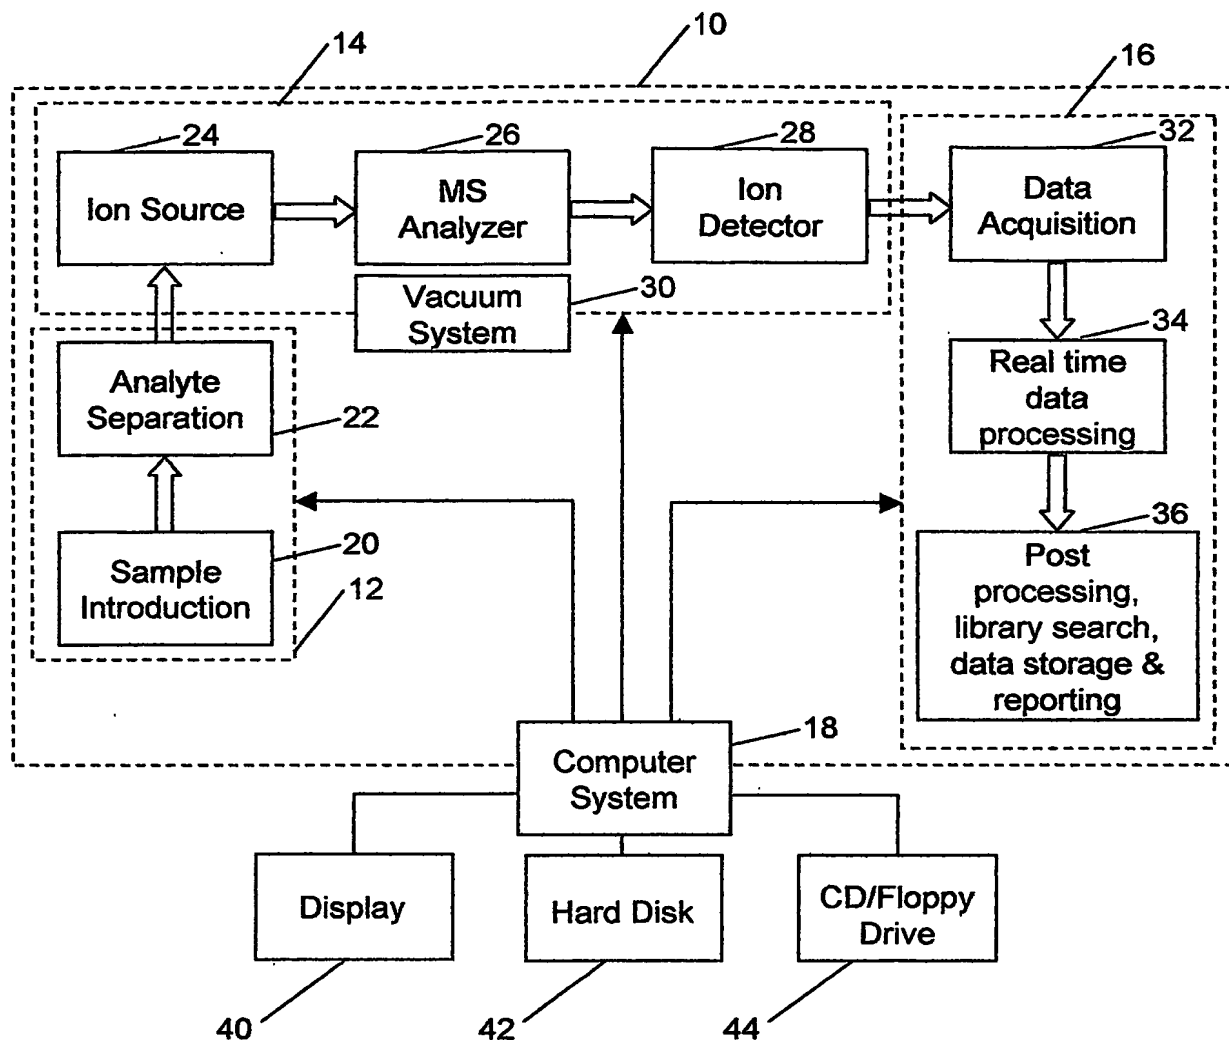 10
14
16
24
26
28
32
Ion Source
MS
Analyzer
Ion
Detector
Data
Acquisition
Vacuum
System
30
34
Analyte
Separation
22
Real time
data
processing
20
Sample
Introduction
12
36
Post
processing,
library search,
data storage &
reporting
18
Computer
System
Display
Hard Disk
CD/Floppy
Drive
40
42
44